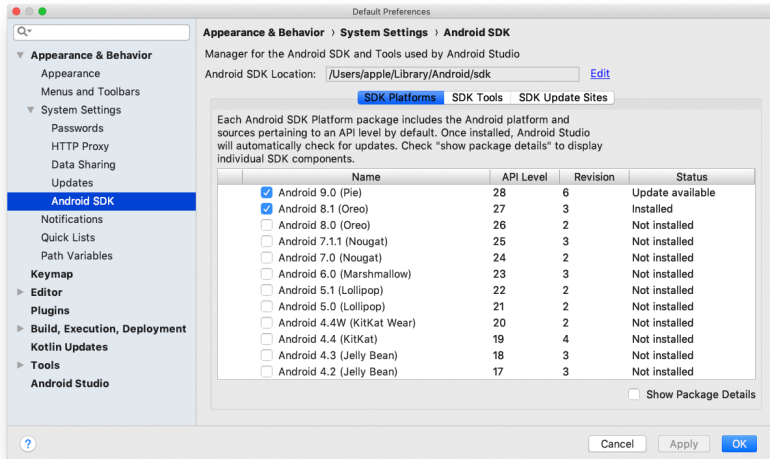 Default Preferences
Appearance & Behavior
Appearance
Menus and Toolbars
System Settings
Passwords
HTTP Proxy
Data Sharing
Updates
Android SDK
Notifications
Quick Lists
Path Variables
Keymap
Editor
Plugins
Build, Execution, Deployment
Kotlin Updates
Tools
Android Studio
Appearance & Behavior › System Settings › Android SDK
Manager for the Android SDK and Tools used by Android Studio
Android SDK Location: /Users/apple/Library/Android/sdk Edit
SDK Platforms SDK Tools SDK Update Sites
Each Android SDK Platform package includes the Android platform and
sources pertaining to an API level by default. Once installed, Android Studio
will automatically check for updates. Check "show package details" to display
individual SDK components.
Name API Level Revision Status
Android 9.0 (Pie) 28 6 Update available
Android 8.1 (Oreo) 27 3 Installed
Android 8.0 (Oreo) 26 2 Not installed
Android 7.1.1 (Nougat) 25 3 Not installed
Android 7.0 (Nougat) 24 2 Not installed
Android 6.0 (Marshmallow) 23 3 Not installed
Android 5.1 (Lollipop) 22 2 Not installed
Android 5.0 (Lollipop) 21 2 Not installed
Android 4.4W (KitKat Wear) 20 2 Not installed
Android 4.4 (KitKat) 19 4 Not installed
Android 4.3 (Jelly Bean) 18 3 Not installed
Android 4.2 (Jelly Bean) 17 3 Not installed
Show Package Details
? Cancel Apply OK